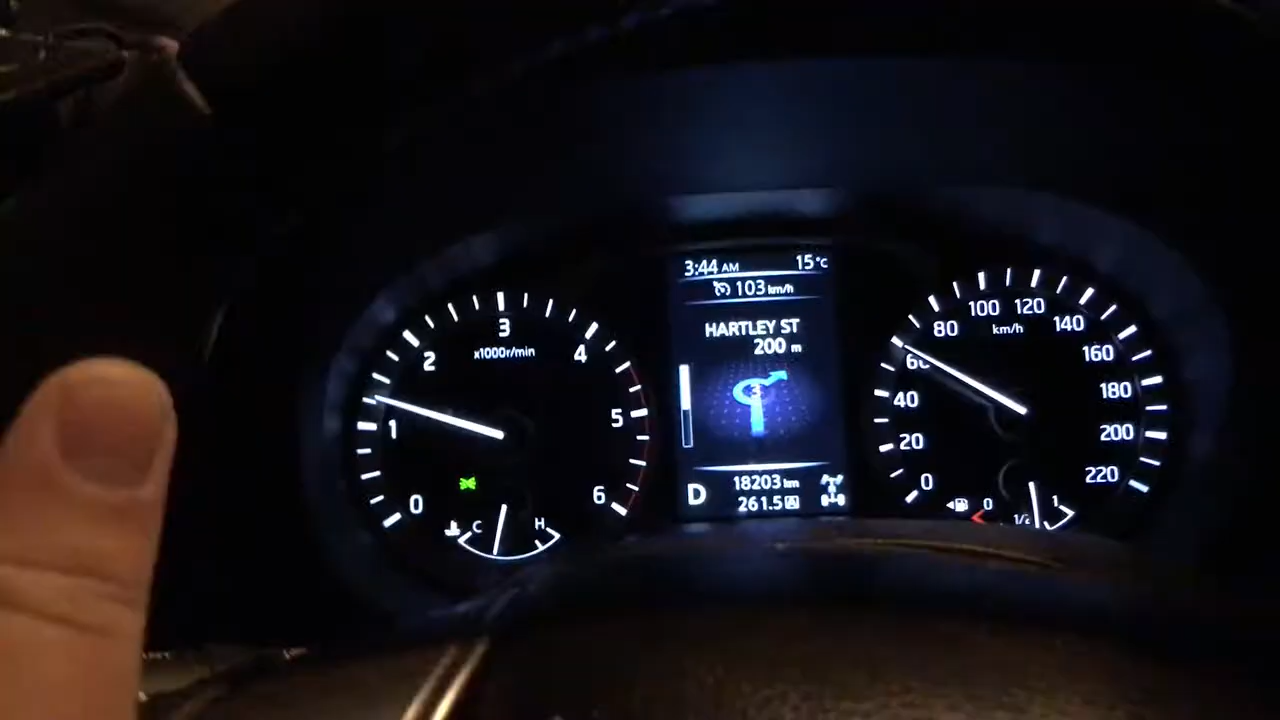 3:44 AM 15°C
103 km/h
HARTLEY ST
200 m
D 18203 km
261.5 A
0 1 2 3 4 5 6
x1000r/min
C H
0 20 40 60 80 100 120 140 160 180 200 220
km/h
0 1/2 1